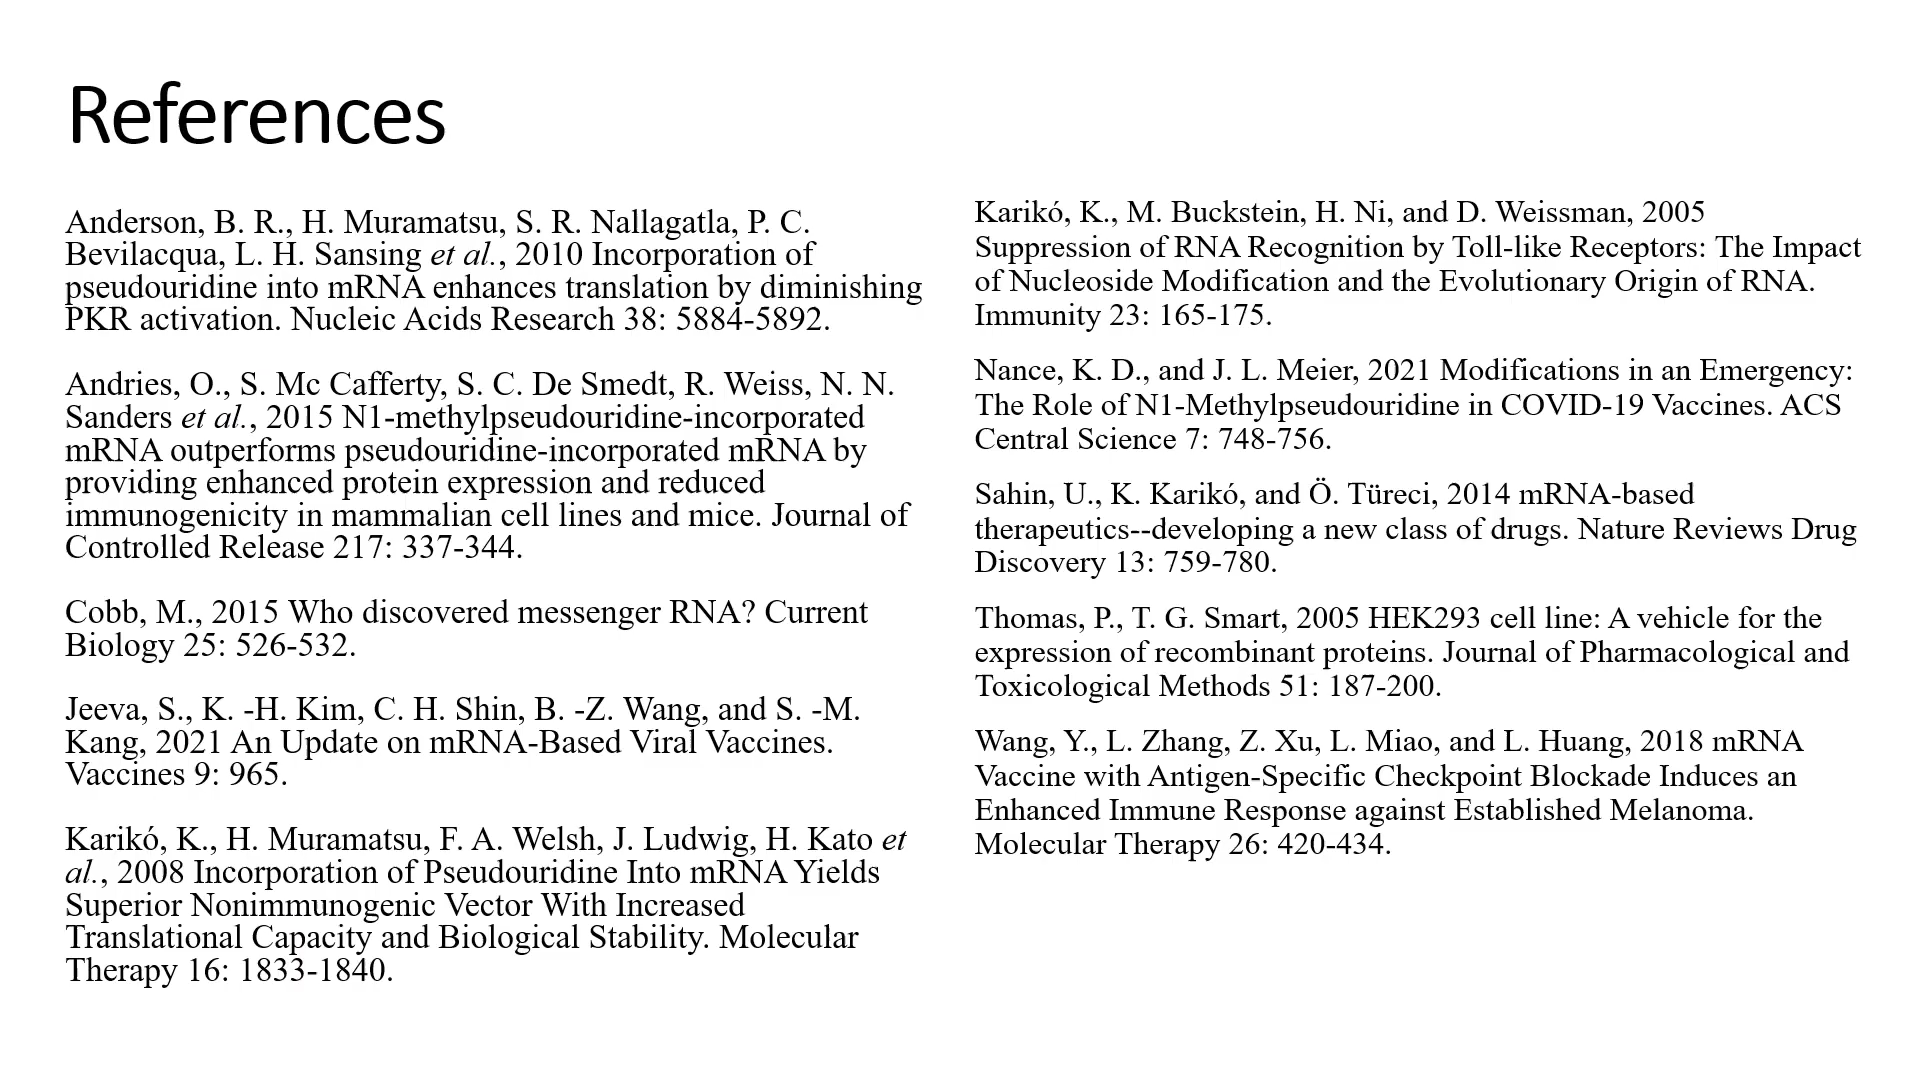 References
Anderson, B. R., H. Muramatsu, S. R. Nallagatla, P. C.
Bevilacqua, L. H. Sansing et al., 2010 Incorporation of
pseudouridine into mRNA enhances translation by diminishing
PKR activation. Nucleic Acids Research 38: 5884-5892.
Andries, O., S. Mc Cafferty, S. C. De Smedt, R. Weiss, N. N.
Sanders et al., 2015 N1-methylpseudouridine-incorporated
mRNA outperforms pseudouridine-incorporated mRNA by
providing enhanced protein expression and reduced
immunogenicity in mammalian cell lines and mice. Journal of
Controlled Release 217: 337-344.
Cobb, M., 2015 Who discovered messenger RNA? Current
Biology 25: 526-532.
Jeeva, S., K. -H. Kim, C. H. Shin, B. -Z. Wang, and S. -M.
Kang, 2021 An Update on mRNA-Based Viral Vaccines.
Vaccines 9: 965.
Karikó, K., H. Muramatsu, F. A. Welsh, J. Ludwig, H. Kato et
al., 2008 Incorporation of Pseudouridine Into mRNA Yields
Superior Nonimmunogenic Vector With Increased
Translational Capacity and Biological Stability. Molecular
Therapy 16: 1833-1840.
Karikó, K., M. Buckstein, H. Ni, and D. Weissman, 2005
Suppression of RNA Recognition by Toll-like Receptors: The Impact
of Nucleoside Modification and the Evolutionary Origin of RNA.
Immunity 23: 165-175.
Nance, K. D., and J. L. Meier, 2021 Modifications in an Emergency:
The Role of N1-Methylpseudouridine in COVID-19 Vaccines. ACS
Central Science 7: 748-756.
Sahin, U., K. Karikó, and Ö. Türeci, 2014 mRNA-based
therapeutics--developing a new class of drugs. Nature Reviews Drug
Discovery 13: 759-780.
Thomas, P., T. G. Smart, 2005 HEK293 cell line: A vehicle for the
expression of recombinant proteins. Journal of Pharmacological and
Toxicological Methods 51: 187-200.
Wang, Y., L. Zhang, Z. Xu, L. Miao, and L. Huang, 2018 mRNA
Vaccine with Antigen-Specific Checkpoint Blockade Induces an
Enhanced Immune Response against Established Melanoma.
Molecular Therapy 26: 420-434.